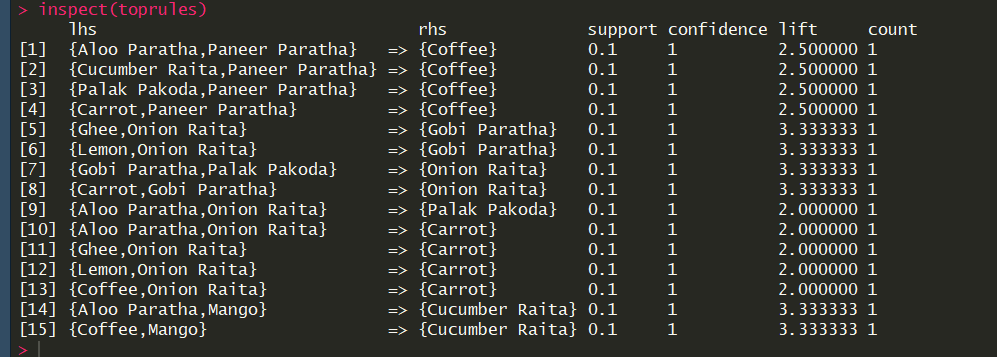 > inspect(toprules)
lhs rhs support confidence lift count
[1] {Aloo Paratha,Paneer Paratha} => {Coffee} 0.1 1 2.500000 1
[2] {Cucumber Raita,Paneer Paratha} => {Coffee} 0.1 1 2.500000 1
[3] {Palak Pakoda,Paneer Paratha} => {Coffee} 0.1 1 2.500000 1
[4] {Carrot,Paneer Paratha} => {Coffee} 0.1 1 2.500000 1
[5] {Ghee,Onion Raita} => {Gobi Paratha} 0.1 1 3.333333 1
[6] {Lemon,Onion Raita} => {Gobi Paratha} 0.1 1 3.333333 1
[7] {Gobi Paratha,Palak Pakoda} => {Onion Raita} 0.1 1 3.333333 1
[8] {Carrot,Gobi Paratha} => {Onion Raita} 0.1 1 3.333333 1
[9] {Aloo Paratha,Onion Raita} => {Palak Pakoda} 0.1 1 2.000000 1
[10] {Aloo Paratha,Onion Raita} => {Carrot} 0.1 1 2.000000 1
[11] {Ghee,Onion Raita} => {Carrot} 0.1 1 2.000000 1
[12] {Lemon,Onion Raita} => {Carrot} 0.1 1 2.000000 1
[13] {Coffee,Onion Raita} => {Carrot} 0.1 1 2.000000 1
[14] {Aloo Paratha,Mango} => {Cucumber Raita} 0.1 1 3.333333 1
[15] {Coffee,Mango} => {Cucumber Raita} 0.1 1 3.333333 1
>